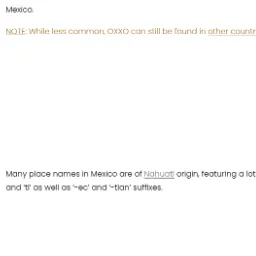 Mexico.
NOTE: While less common, OXXO can still be found in other countr
Many place names in Mexico are of Nahuatl origin, featuring a lot
and 'tl' as well as '-ec' and '-tlan' suffixes.